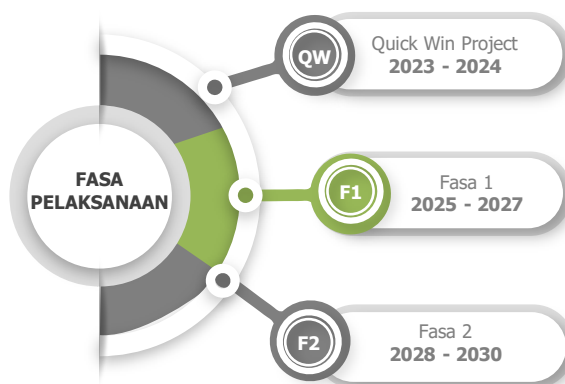 FASA
PELAKSANAAN
QW
Quick Win Project
2023 - 2024
F1
Fasa 1
2025 - 2027
F2
Fasa 2
2028 - 2030